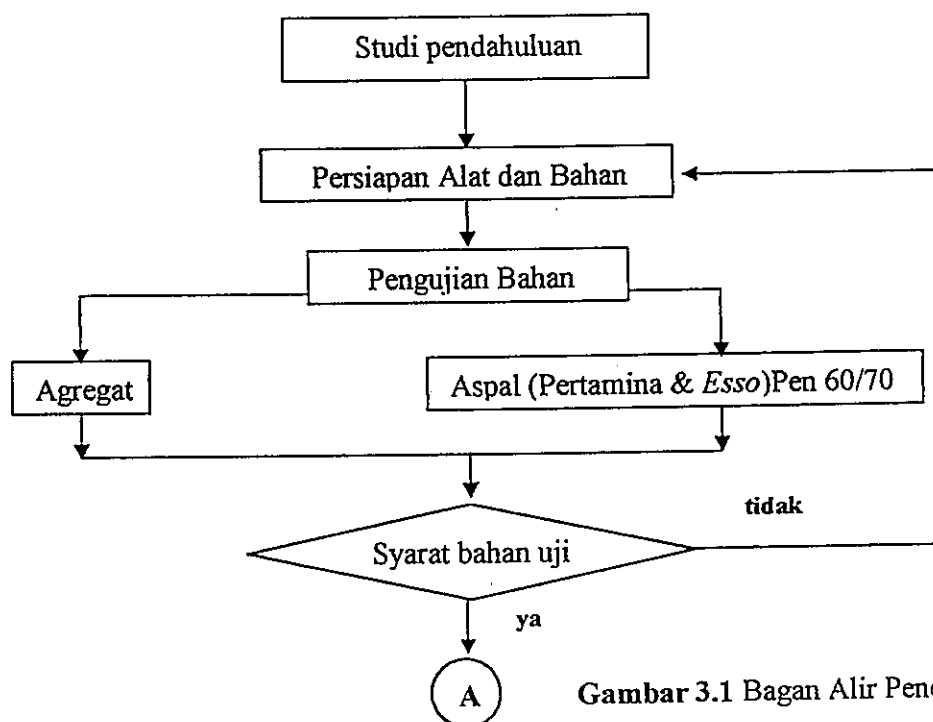 Studi pendahuluan
Persiapan Alat dan Bahan
Pengujian Bahan
Agregat
Aspal (Pertamina & Esso)Pen 60/70
tidak
Syarat bahan uji
ya
A
Gambar 3.1 Bagan Alir